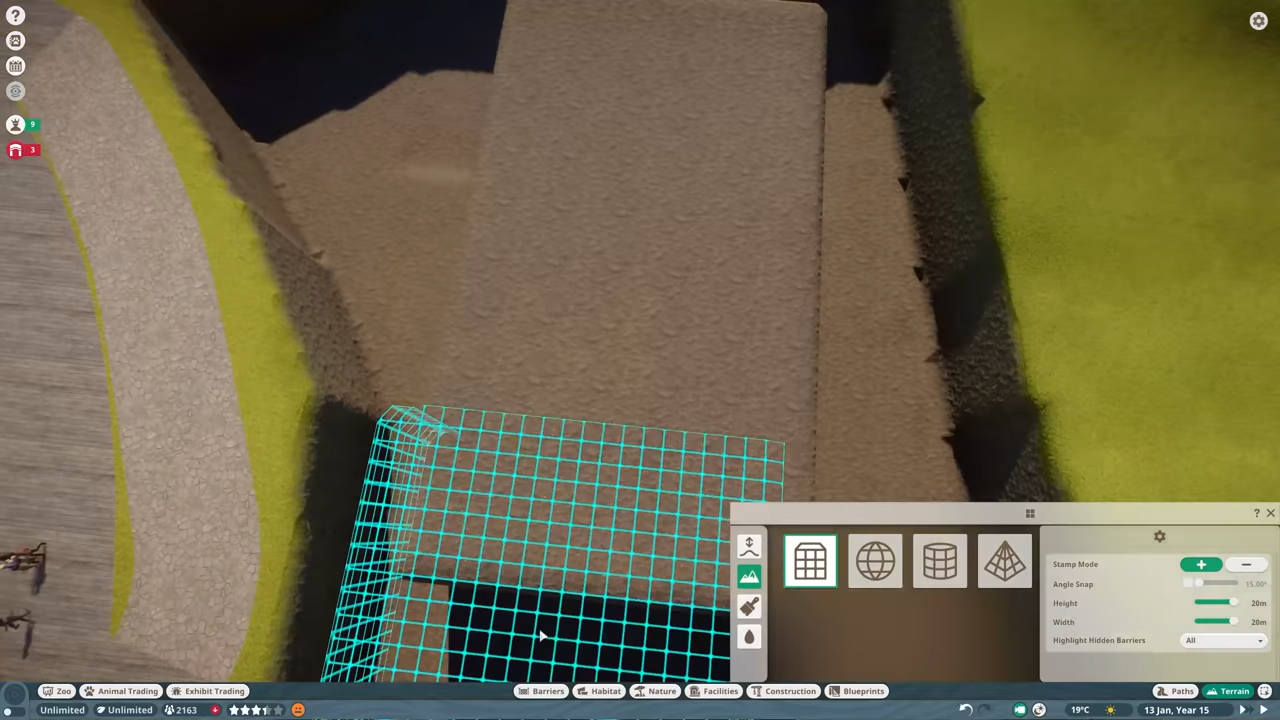 ?
9
3
?
Stamp Mode
Angle Snap 15.00°
Height 20m
Width 20m
Highlight Hidden Barriers All
Zoo Animal Trading Exhibit Trading Barriers Habitat Nature Facilities Construction Blueprints Paths Terrain
Unlimited Unlimited 2163 19°C 13 Jan, Year 15